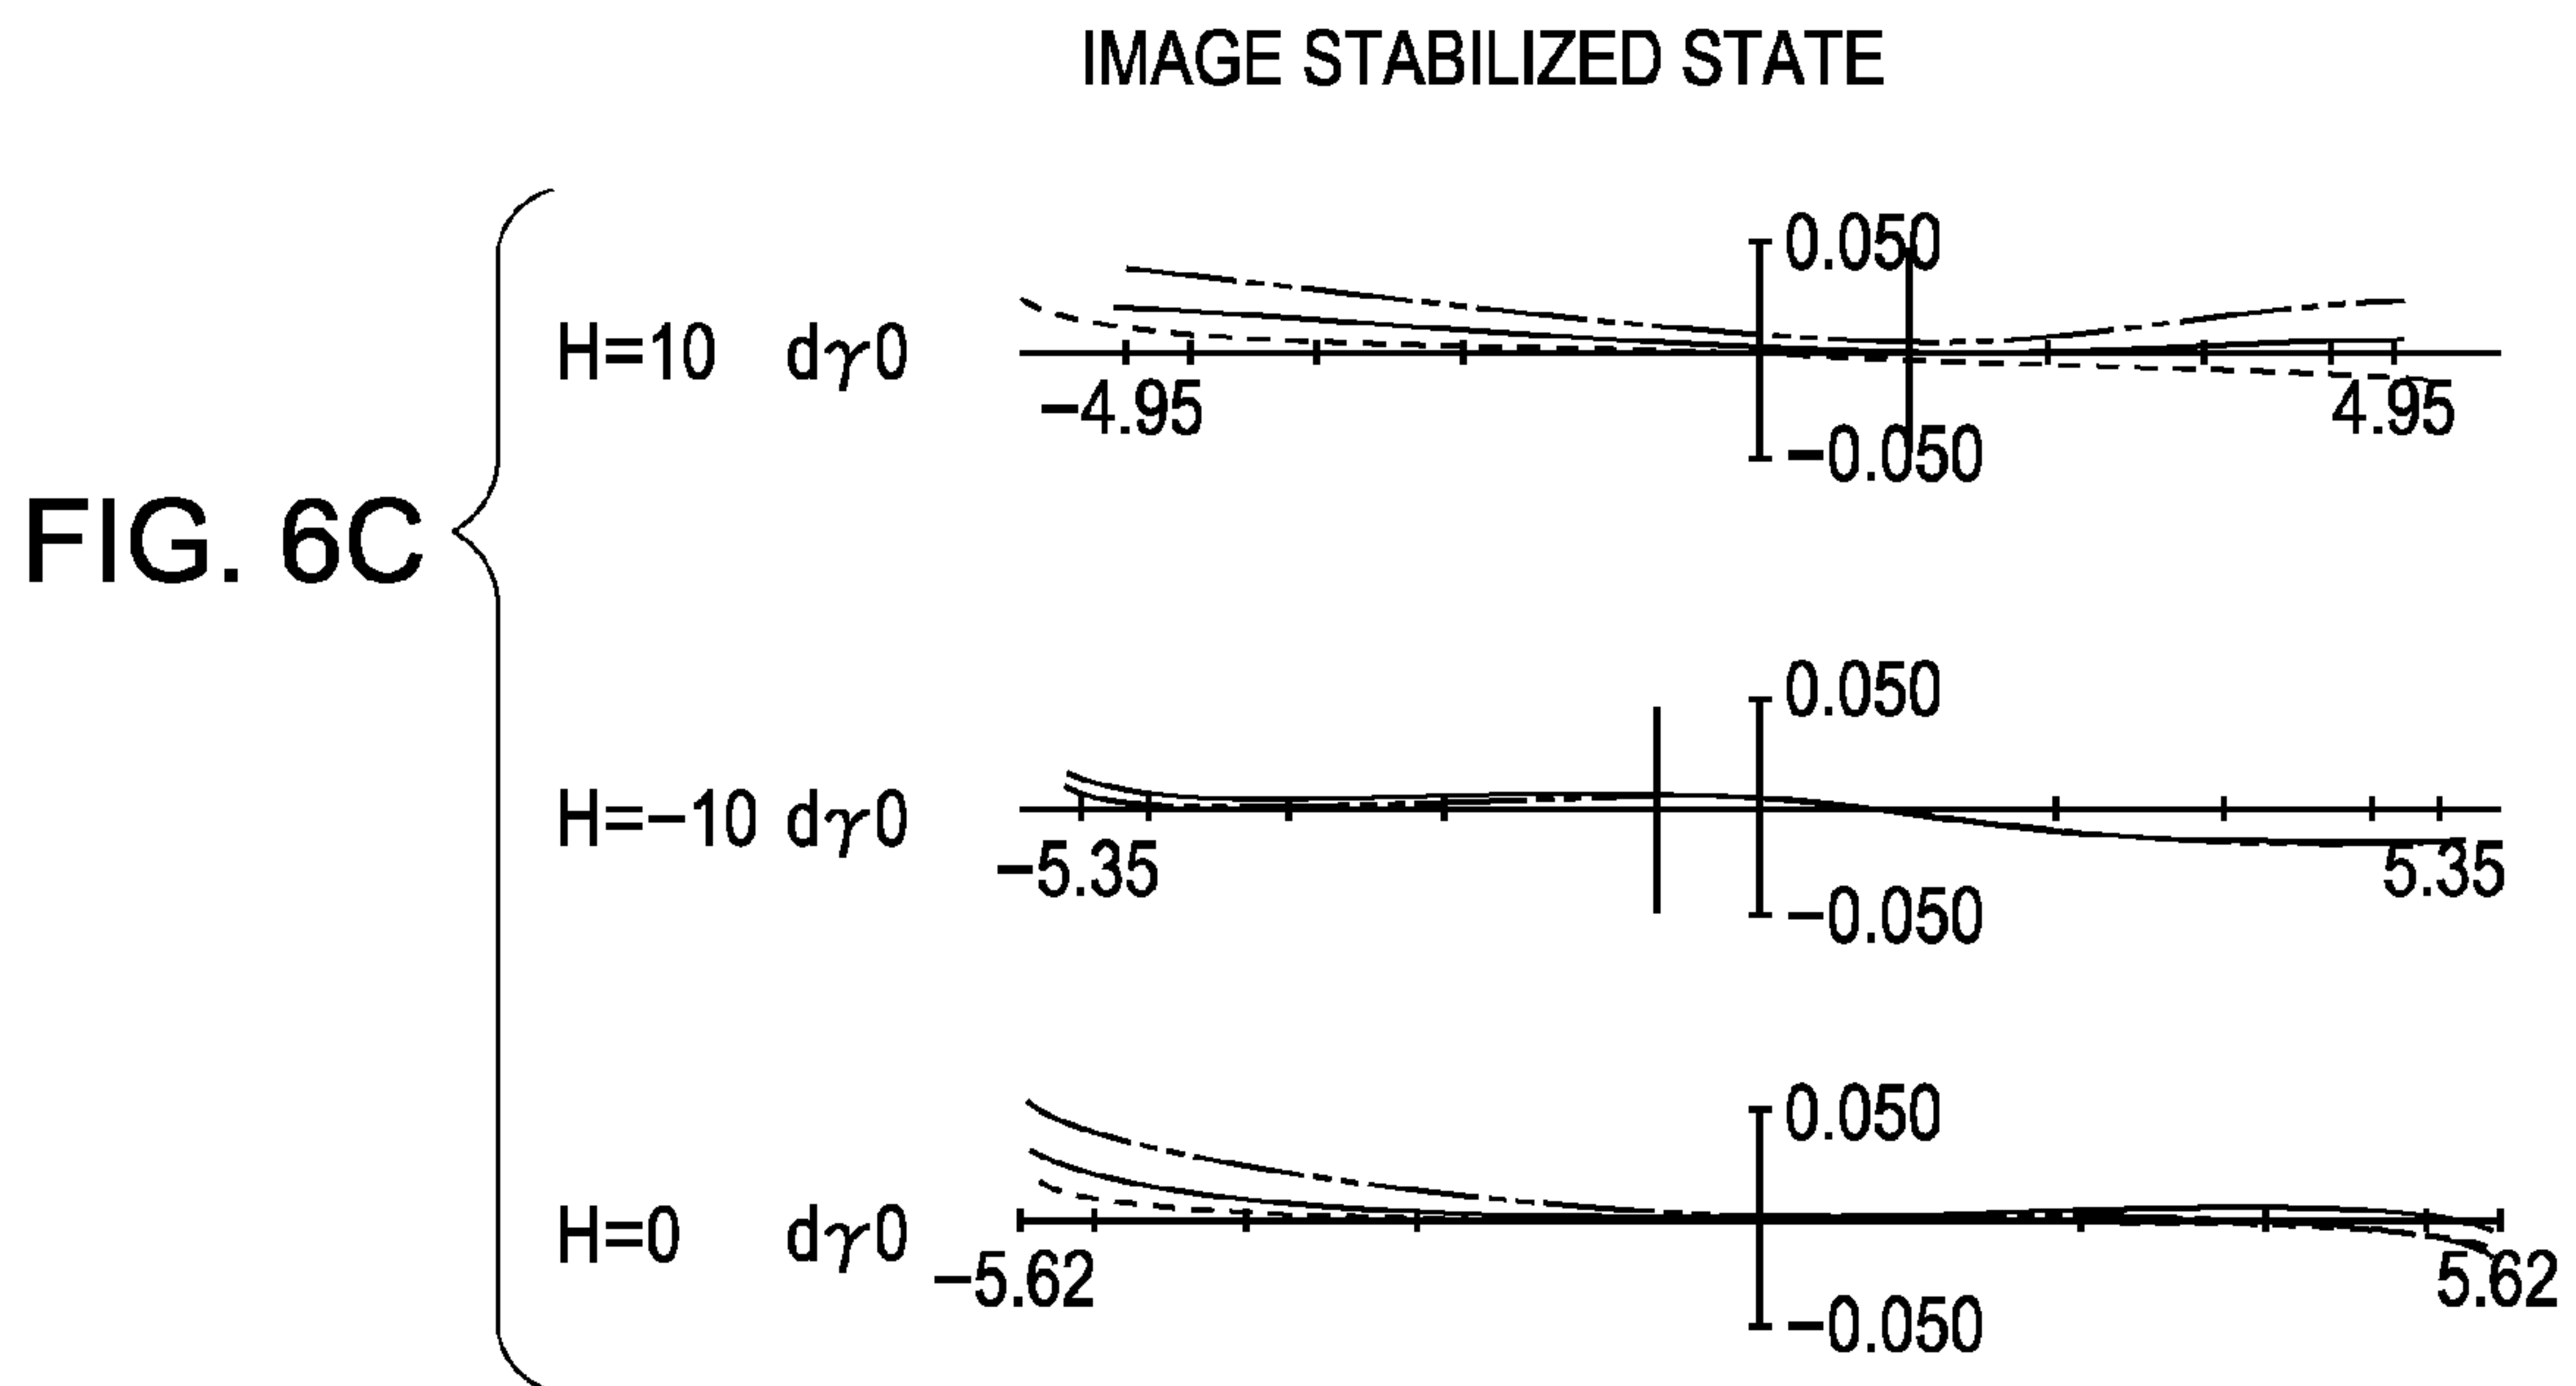 IMAGE STABILIZED STATE
FIG. 6C
H=10 dγ0
0.050
−0.050
−4.95
4.95
H=−10 dγ0
0.050
−0.050
−5.35
5.35
H=0 dγ0
0.050
−0.050
−5.62
5.62